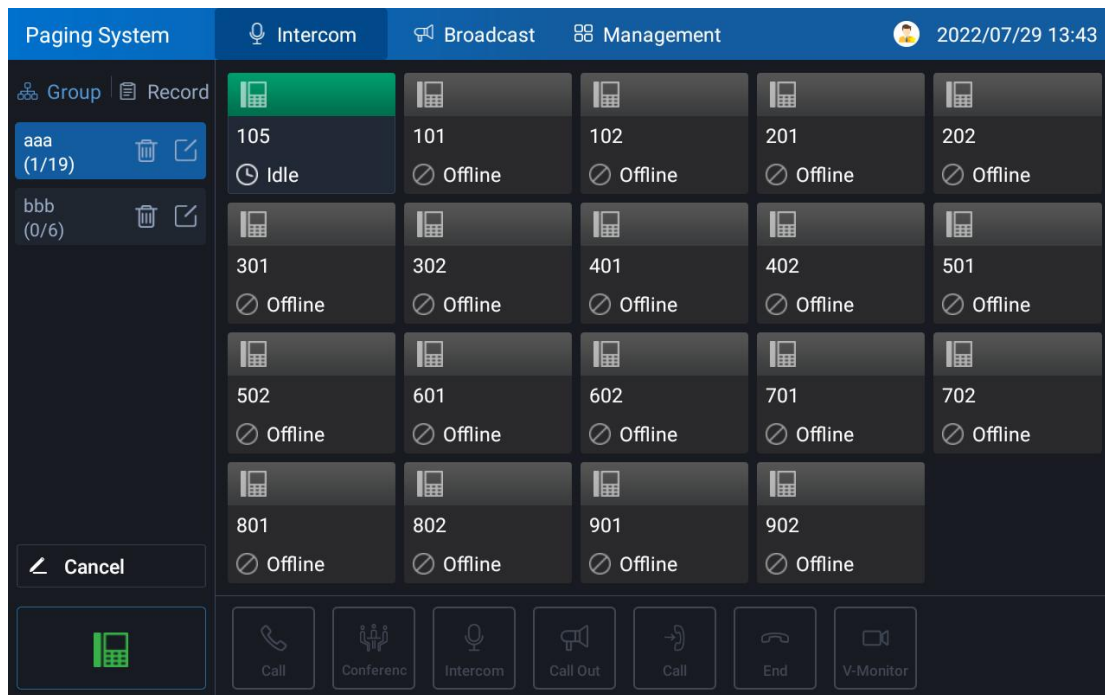 Paging System
Intercom
Broadcast
Management
2022/07/29 13:43
Group
Record
aaa
(1/19)
bbb
(0/6)
Cancel
105
Idle
101
Offline
102
Offline
201
Offline
202
Offline
301
Offline
302
Offline
401
Offline
402
Offline
501
Offline
502
Offline
601
Offline
602
Offline
701
Offline
702
Offline
801
Offline
802
Offline
901
Offline
902
Offline
Call
Conferenc
Intercom
Call Out
Call
End
V-Monitor